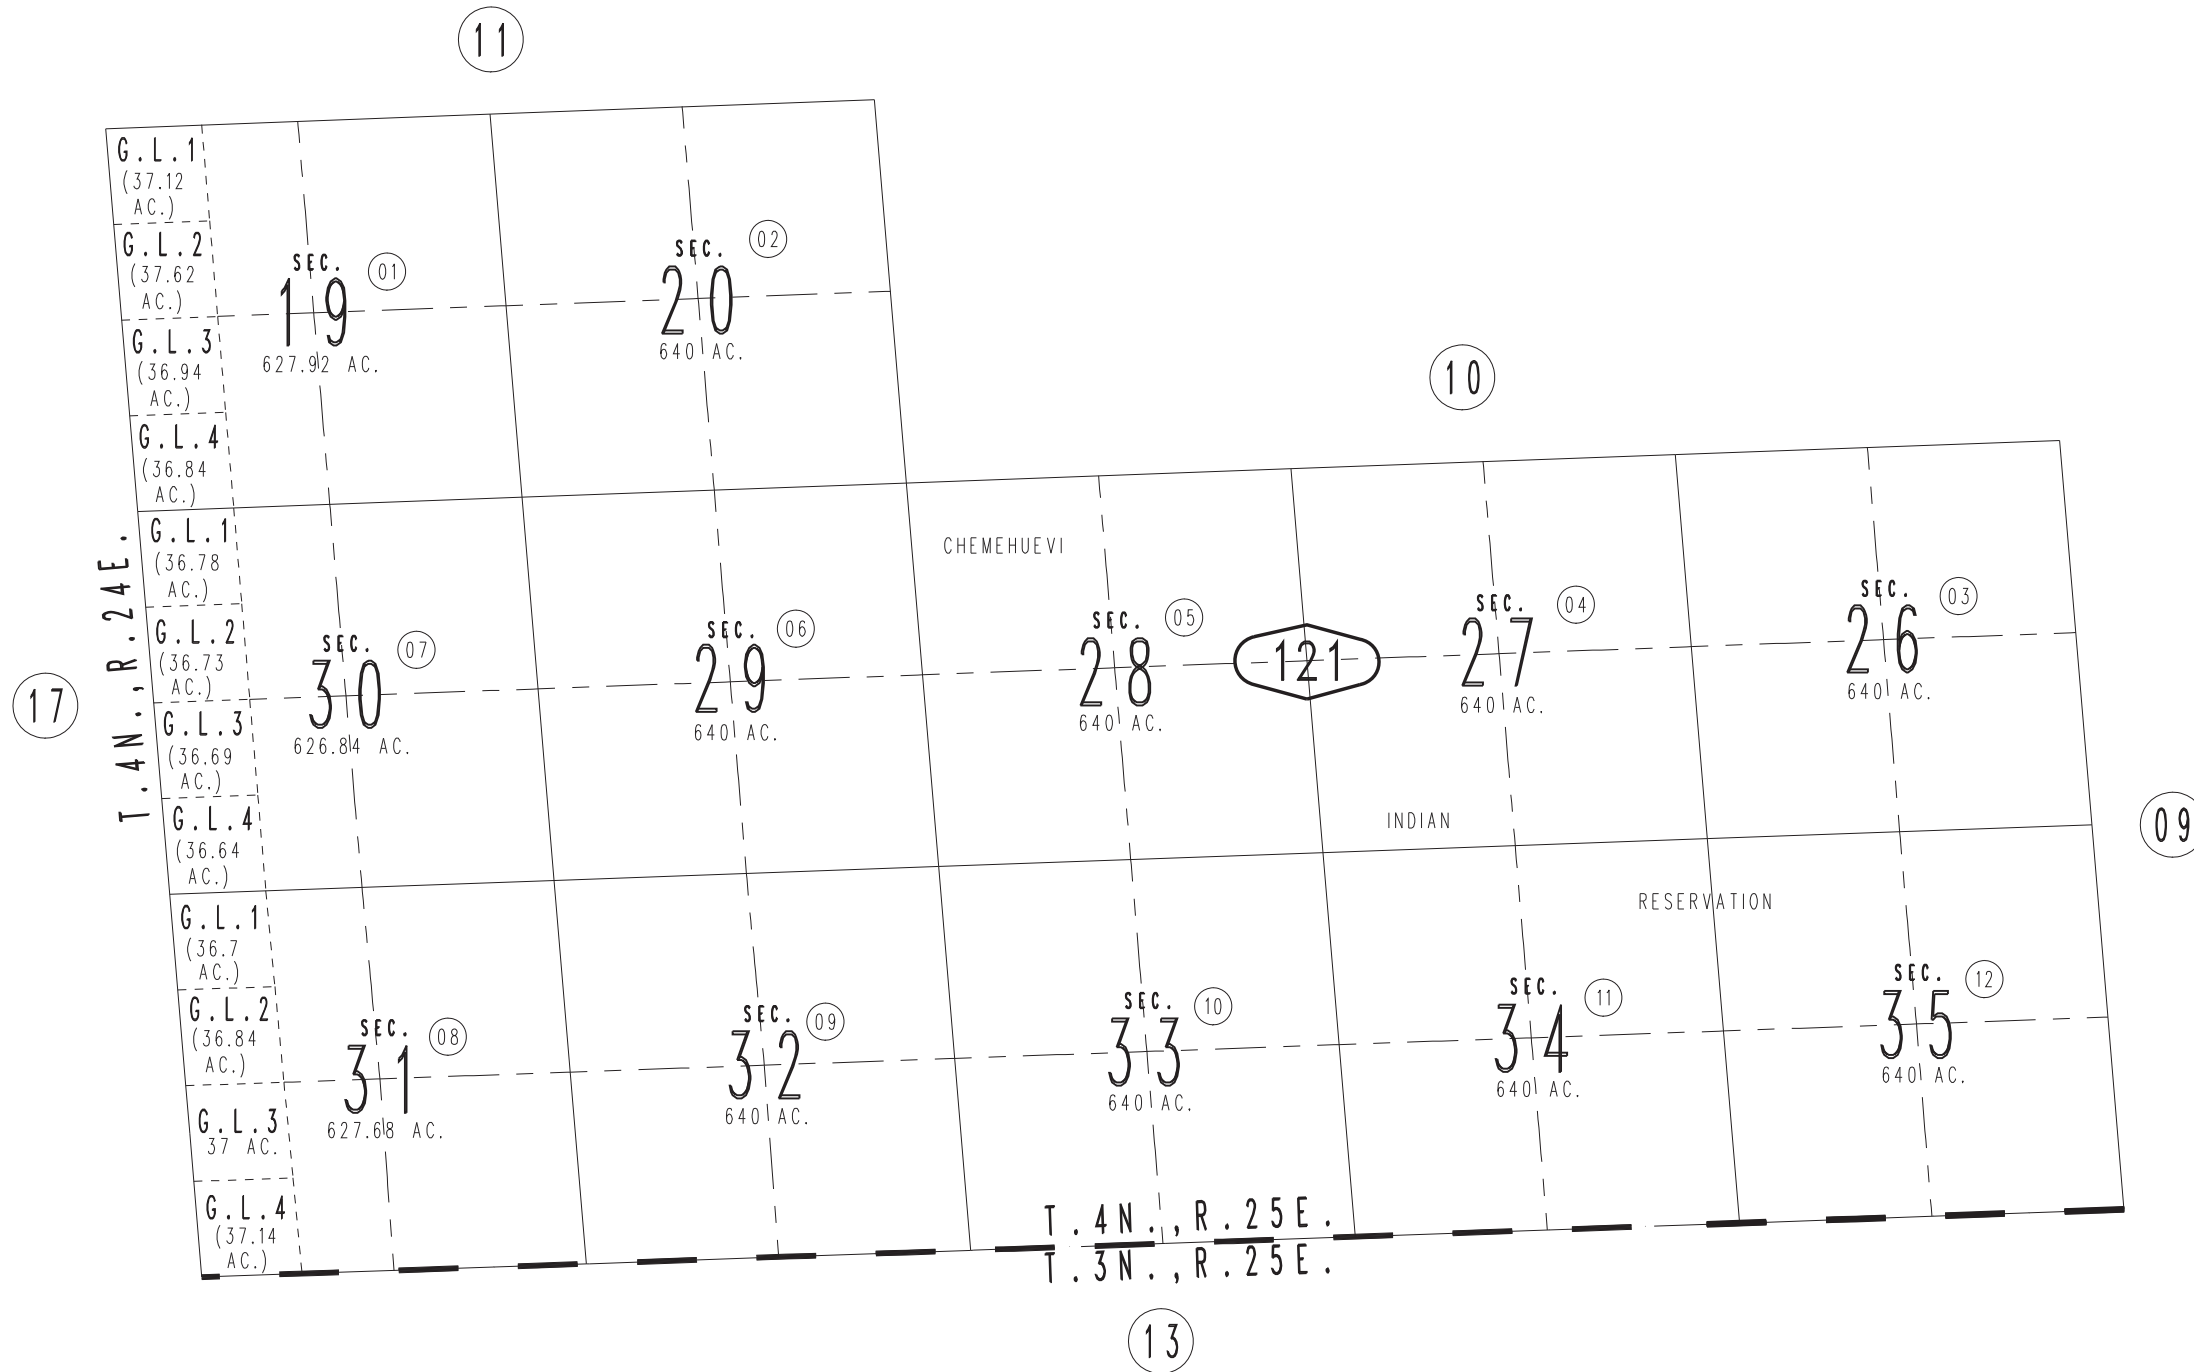 11
G.L.1
(37.12
AC.)
G.L.2
(37.62
AC.)
G.L.3
(36.94
AC.)
G.L.4
(36.84
AC.)
SEC.
19
01
627.92 AC.
SEC.
20
02
640 AC.
10
T.4N.,R.24E.
17
G.L.1
(36.78
AC.)
G.L.2
(36.73
AC.)
G.L.3
(36.69
AC.)
G.L.4
(36.64
AC.)
SEC.
30
07
626.84 AC.
SEC.
29
06
640 AC.
CHEMEHUEVI
SEC.
28
05
640 AC.
121
SEC.
27
04
640 AC.
SEC.
26
03
640 AC.
INDIAN
09
RESERVATION
G.L.1
(36.7
AC.)
G.L.2
(36.84
AC.)
G.L.3
37 AC.
G.L.4
(37.14
AC.)
SEC.
31
08
627.68 AC.
SEC.
32
09
640 AC.
SEC.
33
10
640 AC.
SEC.
34
11
640 AC.
SEC.
35
12
640 AC.
T.4N.,R.25E.
T.3N.,R.25E.
13